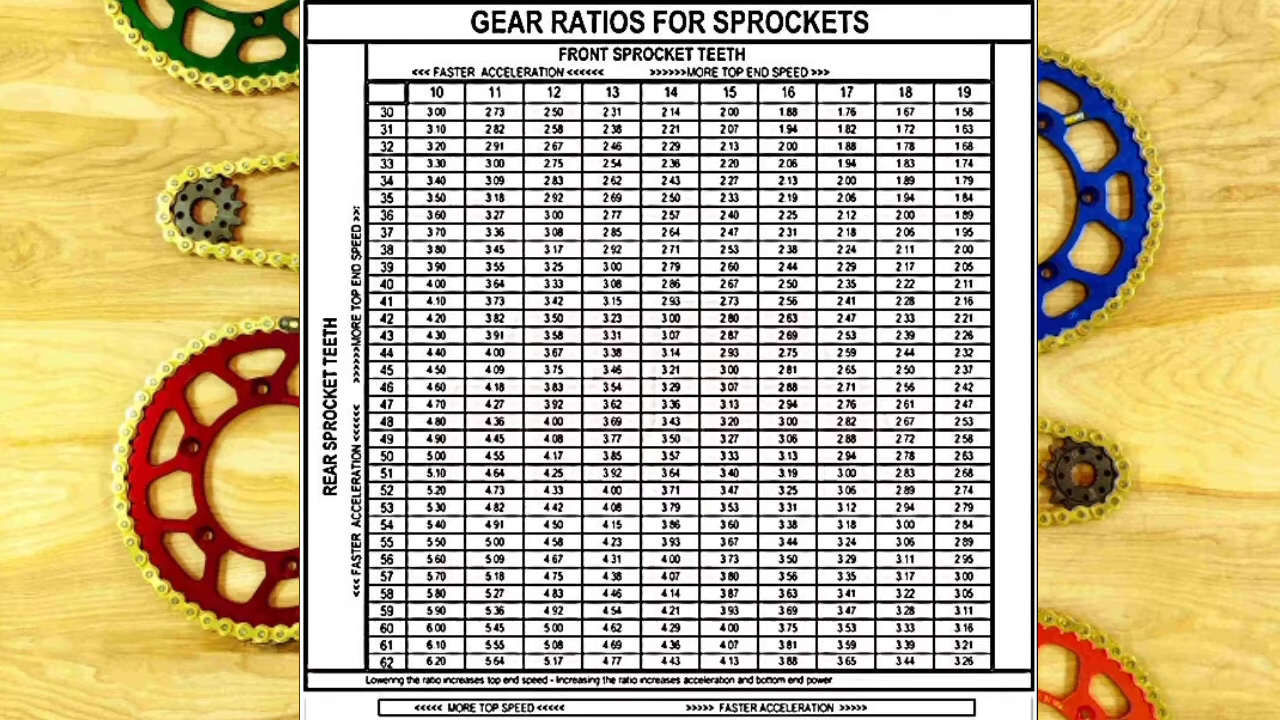 GEAR RATIOS FOR SPROCKETS
FRONT SPROCKET TEETH
<<< FASTER ACCELERATION <<<<<< >>>>>>MORE TOP END SPEED >>>
REAR SPROCKET TEETH
<<< FASTER ACCELERATION <<<<<< >>>>>>MORE TOP END SPEED >>>
10 11 12 13 14 15 16 17 18 19
30 3.00 2.73 2.50 2.31 2.14 2.00 1.88 1.76 1.67 1.58
31 3.10 2.82 2.58 2.38 2.21 2.07 1.94 1.82 1.72 1.63
32 3.20 2.91 2.67 2.46 2.29 2.13 2.00 1.88 1.78 1.68
33 3.30 3.00 2.75 2.54 2.36 2.20 2.06 1.94 1.83 1.74
34 3.40 3.09 2.83 2.62 2.43 2.27 2.13 2.00 1.89 1.79
35 3.50 3.18 2.92 2.69 2.50 2.33 2.19 2.06 1.94 1.84
36 3.60 3.27 3.00 2.77 2.57 2.40 2.25 2.12 2.00 1.89
37 3.70 3.36 3.08 2.85 2.64 2.47 2.31 2.18 2.06 1.95
38 3.80 3.45 3.17 2.92 2.71 2.53 2.38 2.24 2.11 2.00
39 3.90 3.55 3.25 3.00 2.79 2.60 2.44 2.29 2.17 2.05
40 4.00 3.64 3.33 3.08 2.86 2.67 2.50 2.35 2.22 2.11
41 4.10 3.73 3.42 3.15 2.93 2.73 2.56 2.41 2.28 2.16
42 4.20 3.82 3.50 3.23 3.00 2.80 2.63 2.47 2.33 2.21
43 4.30 3.91 3.58 3.31 3.07 2.87 2.69 2.53 2.39 2.26
44 4.40 4.00 3.67 3.38 3.14 2.93 2.75 2.59 2.44 2.32
45 4.50 4.09 3.75 3.46 3.21 3.00 2.81 2.65 2.50 2.37
46 4.60 4.18 3.83 3.54 3.29 3.07 2.88 2.71 2.56 2.42
47 4.70 4.27 3.92 3.62 3.36 3.13 2.94 2.76 2.61 2.47
48 4.80 4.36 4.00 3.69 3.43 3.20 3.00 2.82 2.67 2.53
49 4.90 4.45 4.08 3.77 3.50 3.27 3.06 2.88 2.72 2.58
50 5.00 4.55 4.17 3.85 3.57 3.33 3.13 2.94 2.78 2.63
51 5.10 4.64 4.25 3.92 3.64 3.40 3.19 3.00 2.83 2.68
52 5.20 4.73 4.33 4.00 3.71 3.47 3.25 3.06 2.89 2.74
53 5.30 4.82 4.42 4.08 3.79 3.53 3.31 3.12 2.94 2.79
54 5.40 4.91 4.50 4.15 3.86 3.60 3.38 3.18 3.00 2.84
55 5.50 5.00 4.58 4.23 3.93 3.67 3.44 3.24 3.06 2.89
56 5.60 5.09 4.67 4.31 4.00 3.73 3.50 3.29 3.11 2.95
57 5.70 5.18 4.75 4.38 4.07 3.80 3.56 3.35 3.17 3.00
58 5.80 5.27 4.83 4.46 4.14 3.87 3.63 3.41 3.22 3.05
59 5.90 5.36 4.92 4.54 4.21 3.93 3.69 3.47 3.28 3.11
60 6.00 5.45 5.00 4.62 4.29 4.00 3.75 3.53 3.33 3.16
61 6.10 5.55 5.08 4.69 4.36 4.07 3.81 3.59 3.39 3.21
62 6.20 5.64 5.17 4.77 4.43 4.13 3.88 3.65 3.44 3.26
Lowering the ratio increases top end speed - Increasing the ratio increases acceleration and bottom end power
<<<<< MORE TOP SPEED <<<<< >>>>> FASTER ACCELERATION >>>>>